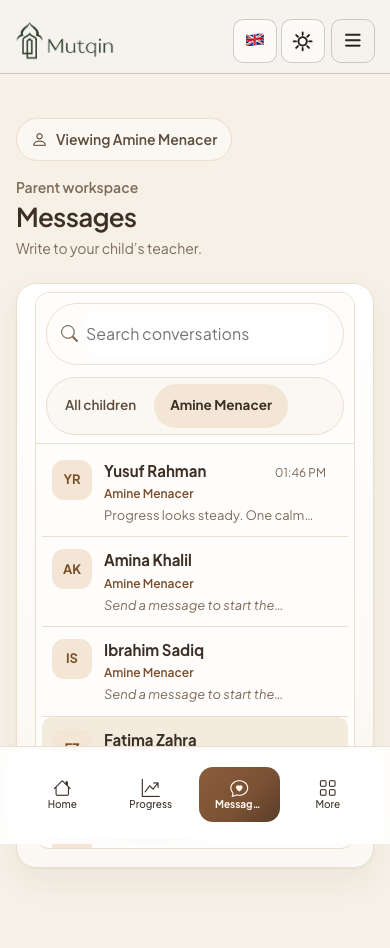 Mutqin
Viewing Amine Menacer
Parent workspace
Messages
Write to your child's teacher.
Search conversations
All children
Amine Menacer
YR
Yusuf Rahman
01:46 PM
Amine Menacer
Progress looks steady. One calm…
AK
Amina Khalil
Amine Menacer
Send a message to start the…
IS
Ibrahim Sadiq
Amine Menacer
Send a message to start the…
Fatima Zahra
Home
Progress
Messag…
More